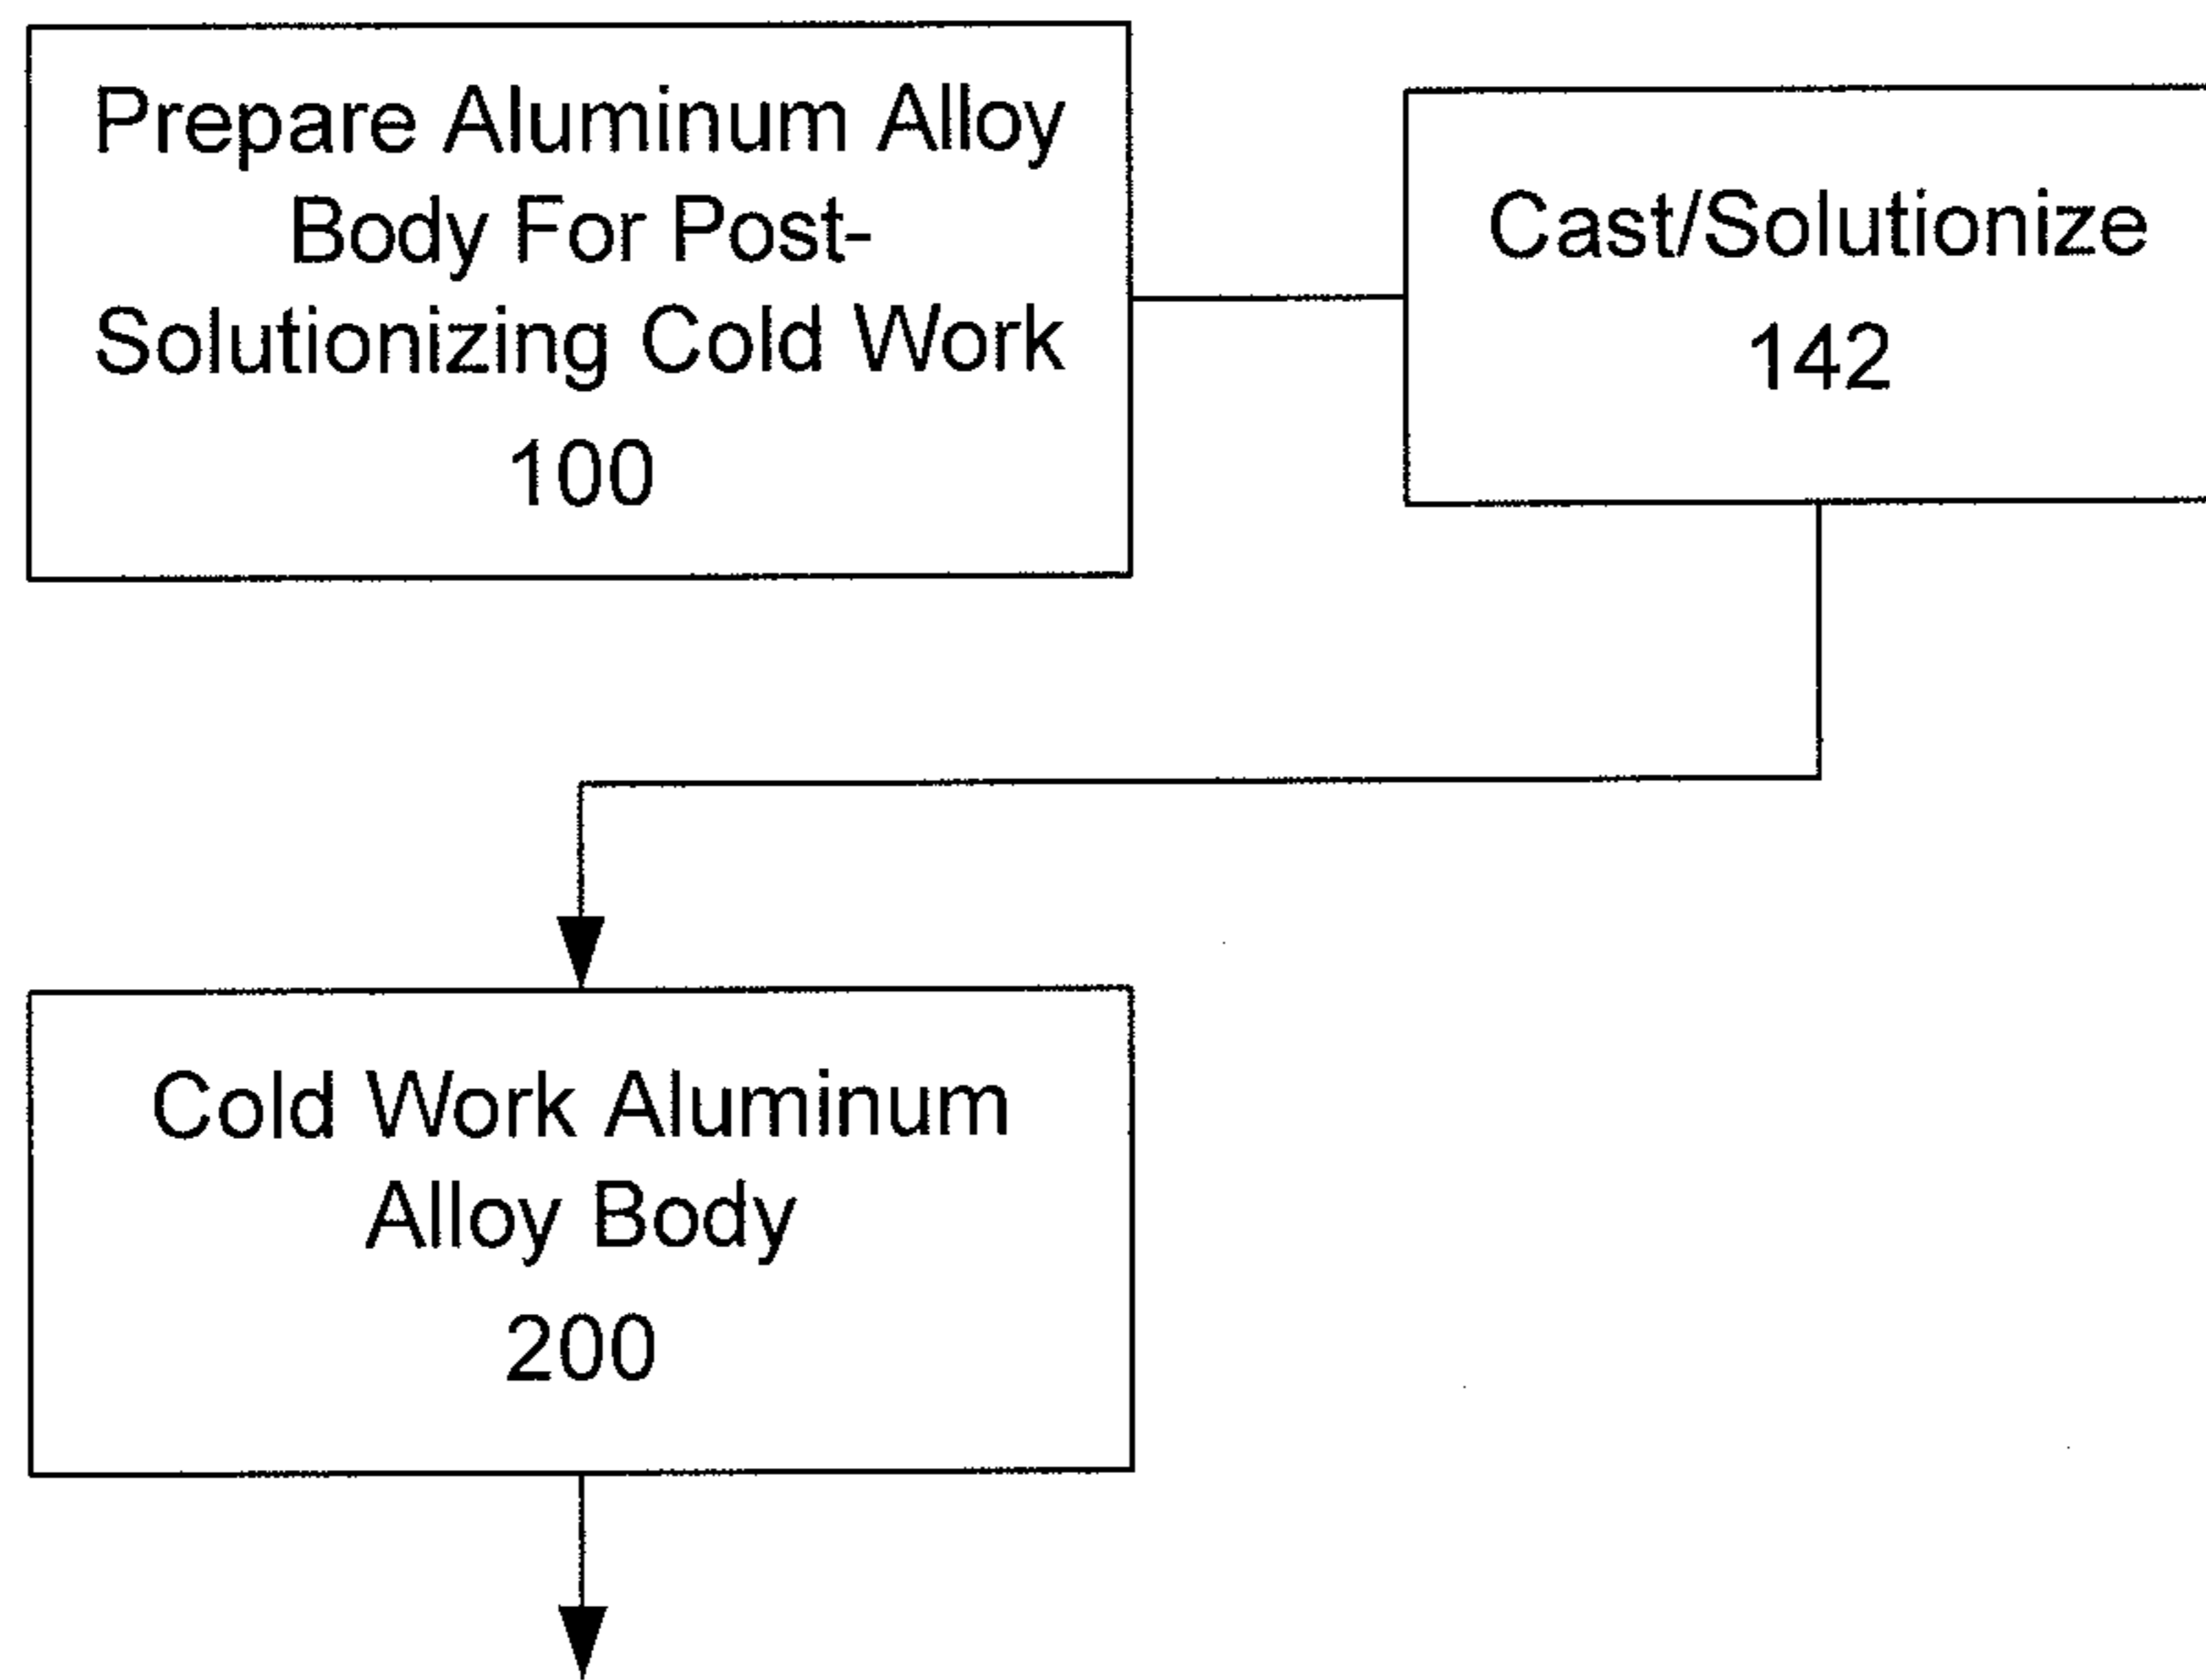 Prepare Aluminum Alloy
Body For Post-
Solutionizing Cold Work
100
Cast/Solutionize
142
Cold Work Aluminum
Alloy Body
200